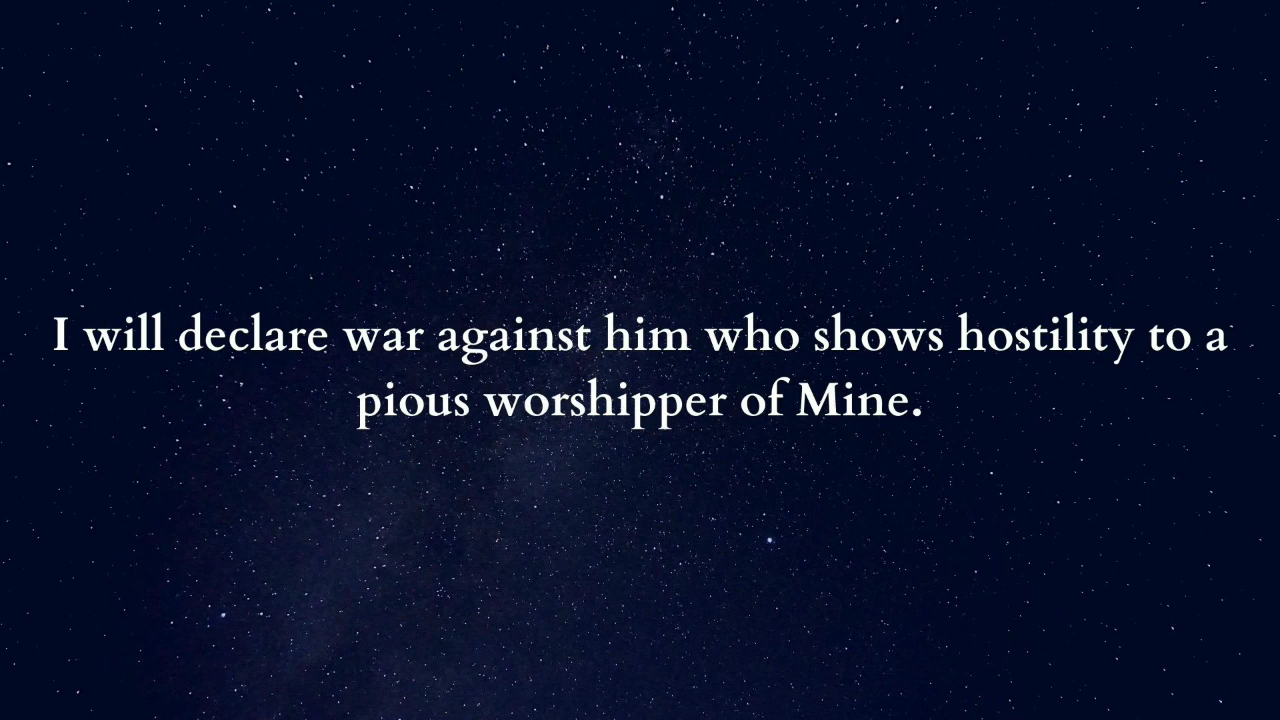 I will declare war against him who shows hostility to a
pious worshipper of Mine.